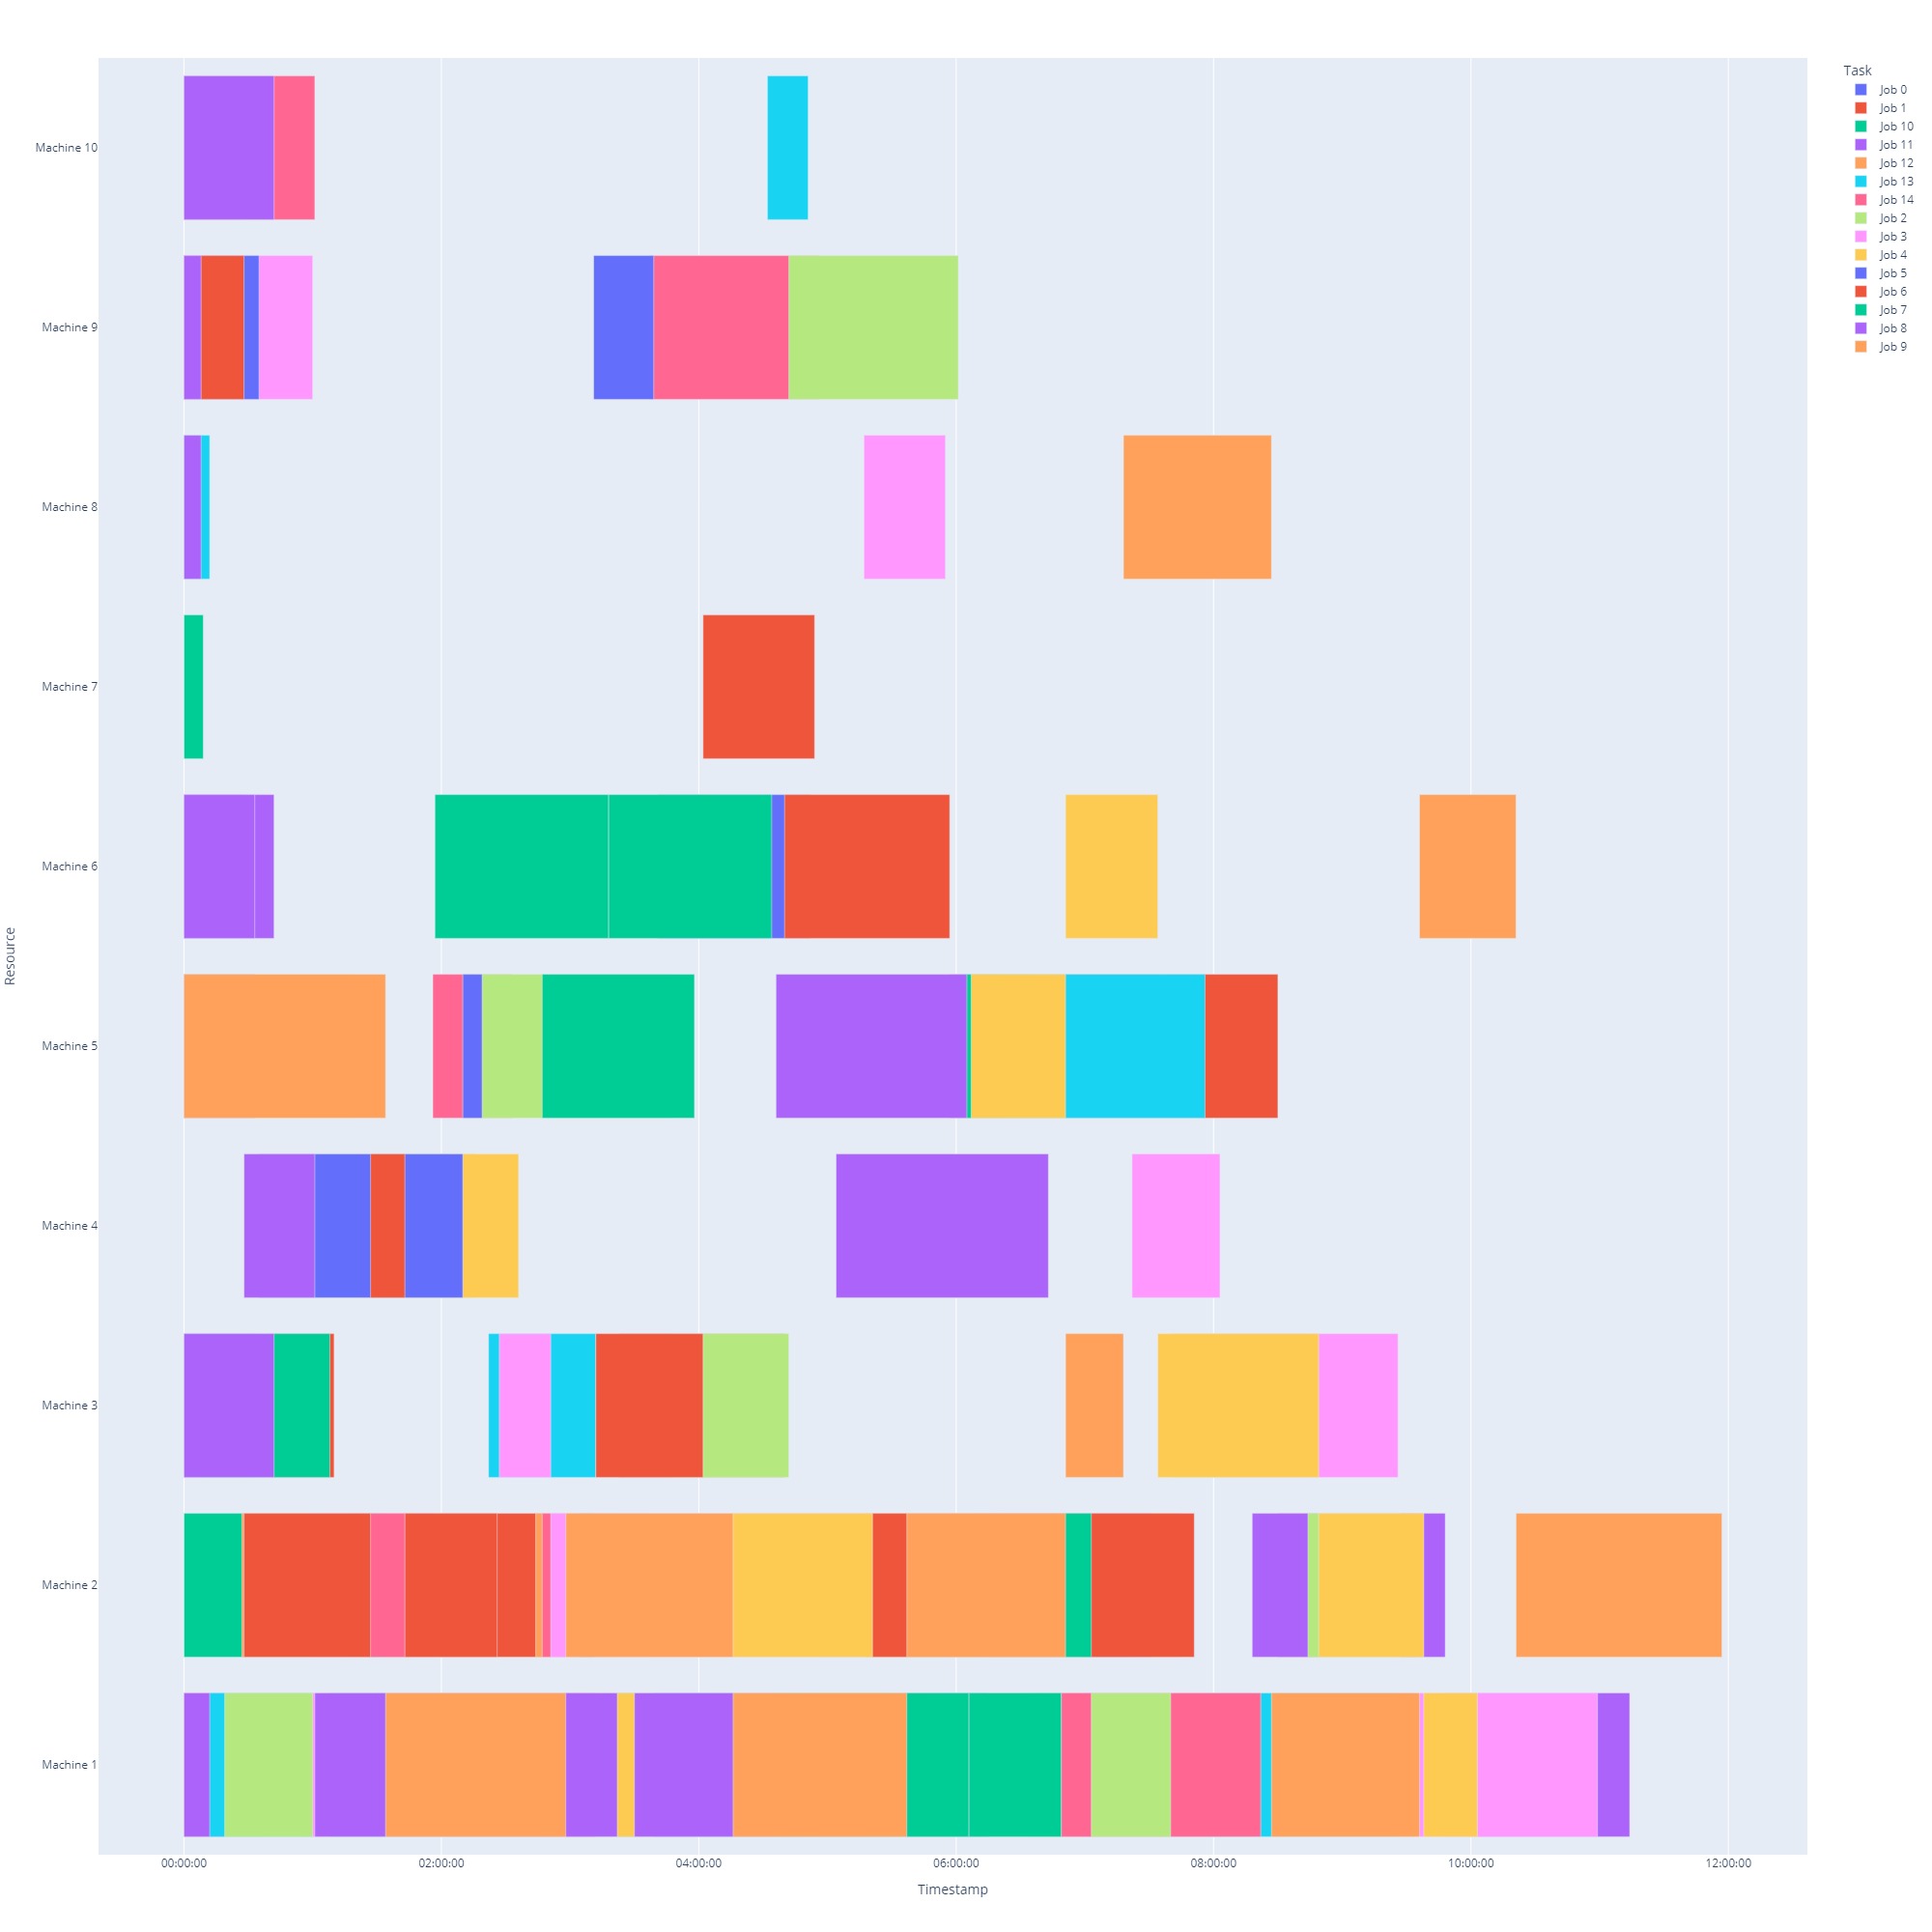 Task
Job 0
Job 1
Job 10
Job 11
Job 12
Job 13
Job 14
Job 2
Job 3
Job 4
Job 5
Job 6
Job 7
Job 8
Job 9
Machine 10
Machine 9
Machine 8
Machine 7
Machine 6
Resource
Machine 5
Machine 4
Machine 3
Machine 2
Machine 1
00:00:00 02:00:00 04:00:00 06:00:00 08:00:00 10:00:00 12:00:00
Timestamp